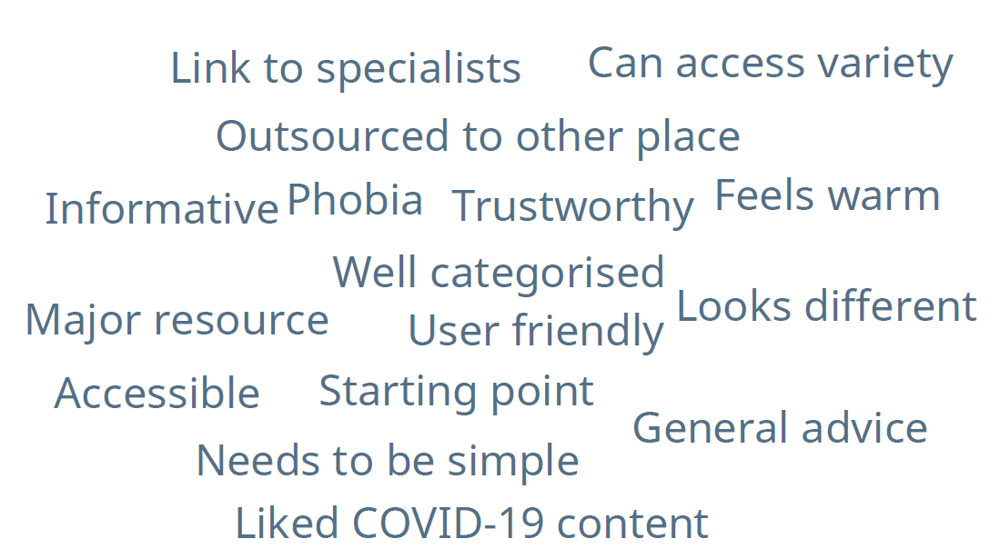 Link to specialists
Can access variety
Outsourced to other place
Informative
Phobia
Trustworthy
Feels warm
Well categorised
Looks different
Major resource
User friendly
Accessible
Starting point
General advice
Needs to be simple
Liked COVID-19 content